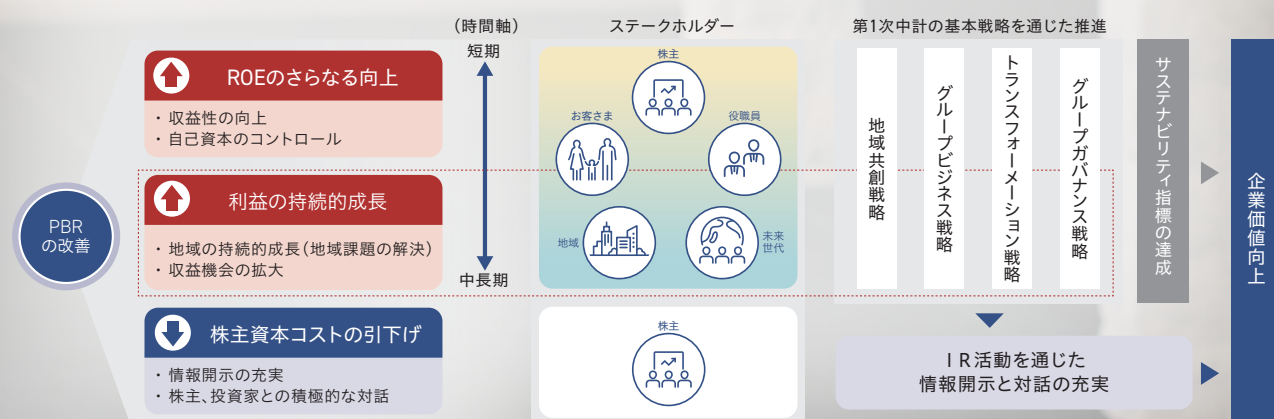 PBR
の改善
ROEのさらなる向上
・収益性の向上
・自己資本のコントロール
利益の持続的成長
・地域の持続的成長（地域課題の解決）
・収益機会の拡大
株主資本コストの引下げ
・情報開示の充実
・株主、投資家との積極的な対話
（時間軸）
短期
中長期
ステークホルダー
株主
お客さま
役職員
地域
未来
世代
株主
第1次中計の基本戦略を通じた推進
地域共創戦略
グループビジネス戦略
トランスフォーメーション戦略
グループガバナンス戦略
IR活動を通じた
情報開示と対話の充実
サステナビリティ指標の達成
企業価値向上